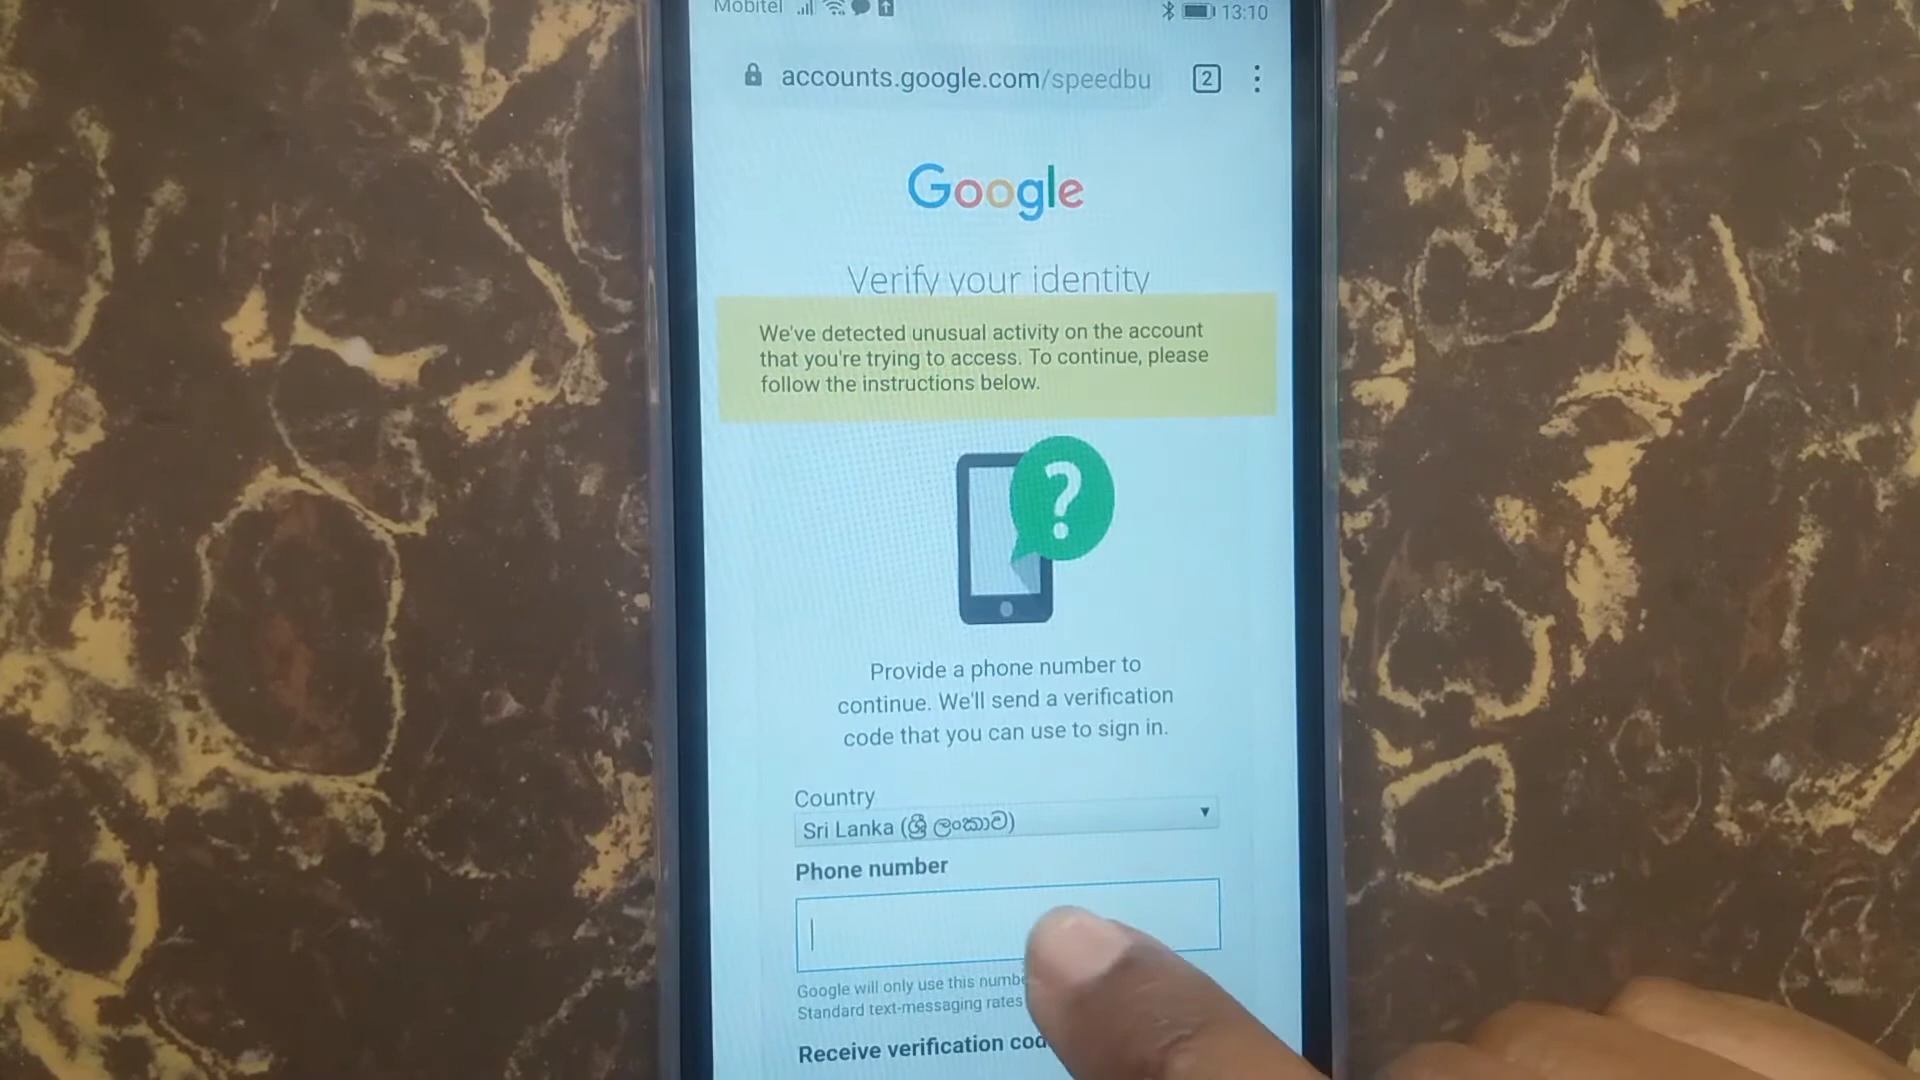 Mobitel 13:10
accounts.google.com/speedbu 2
Google
Verify your identity
We've detected unusual activity on the account
that you're trying to access. To continue, please
follow the instructions below.
?
Provide a phone number to
continue. We'll send a verification
code that you can use to sign in.
Country
Sri Lanka (ශ්‍රී ලංකාව)
Phone number
Google will only use this numbe
Standard text-messaging rates
Receive verification cod